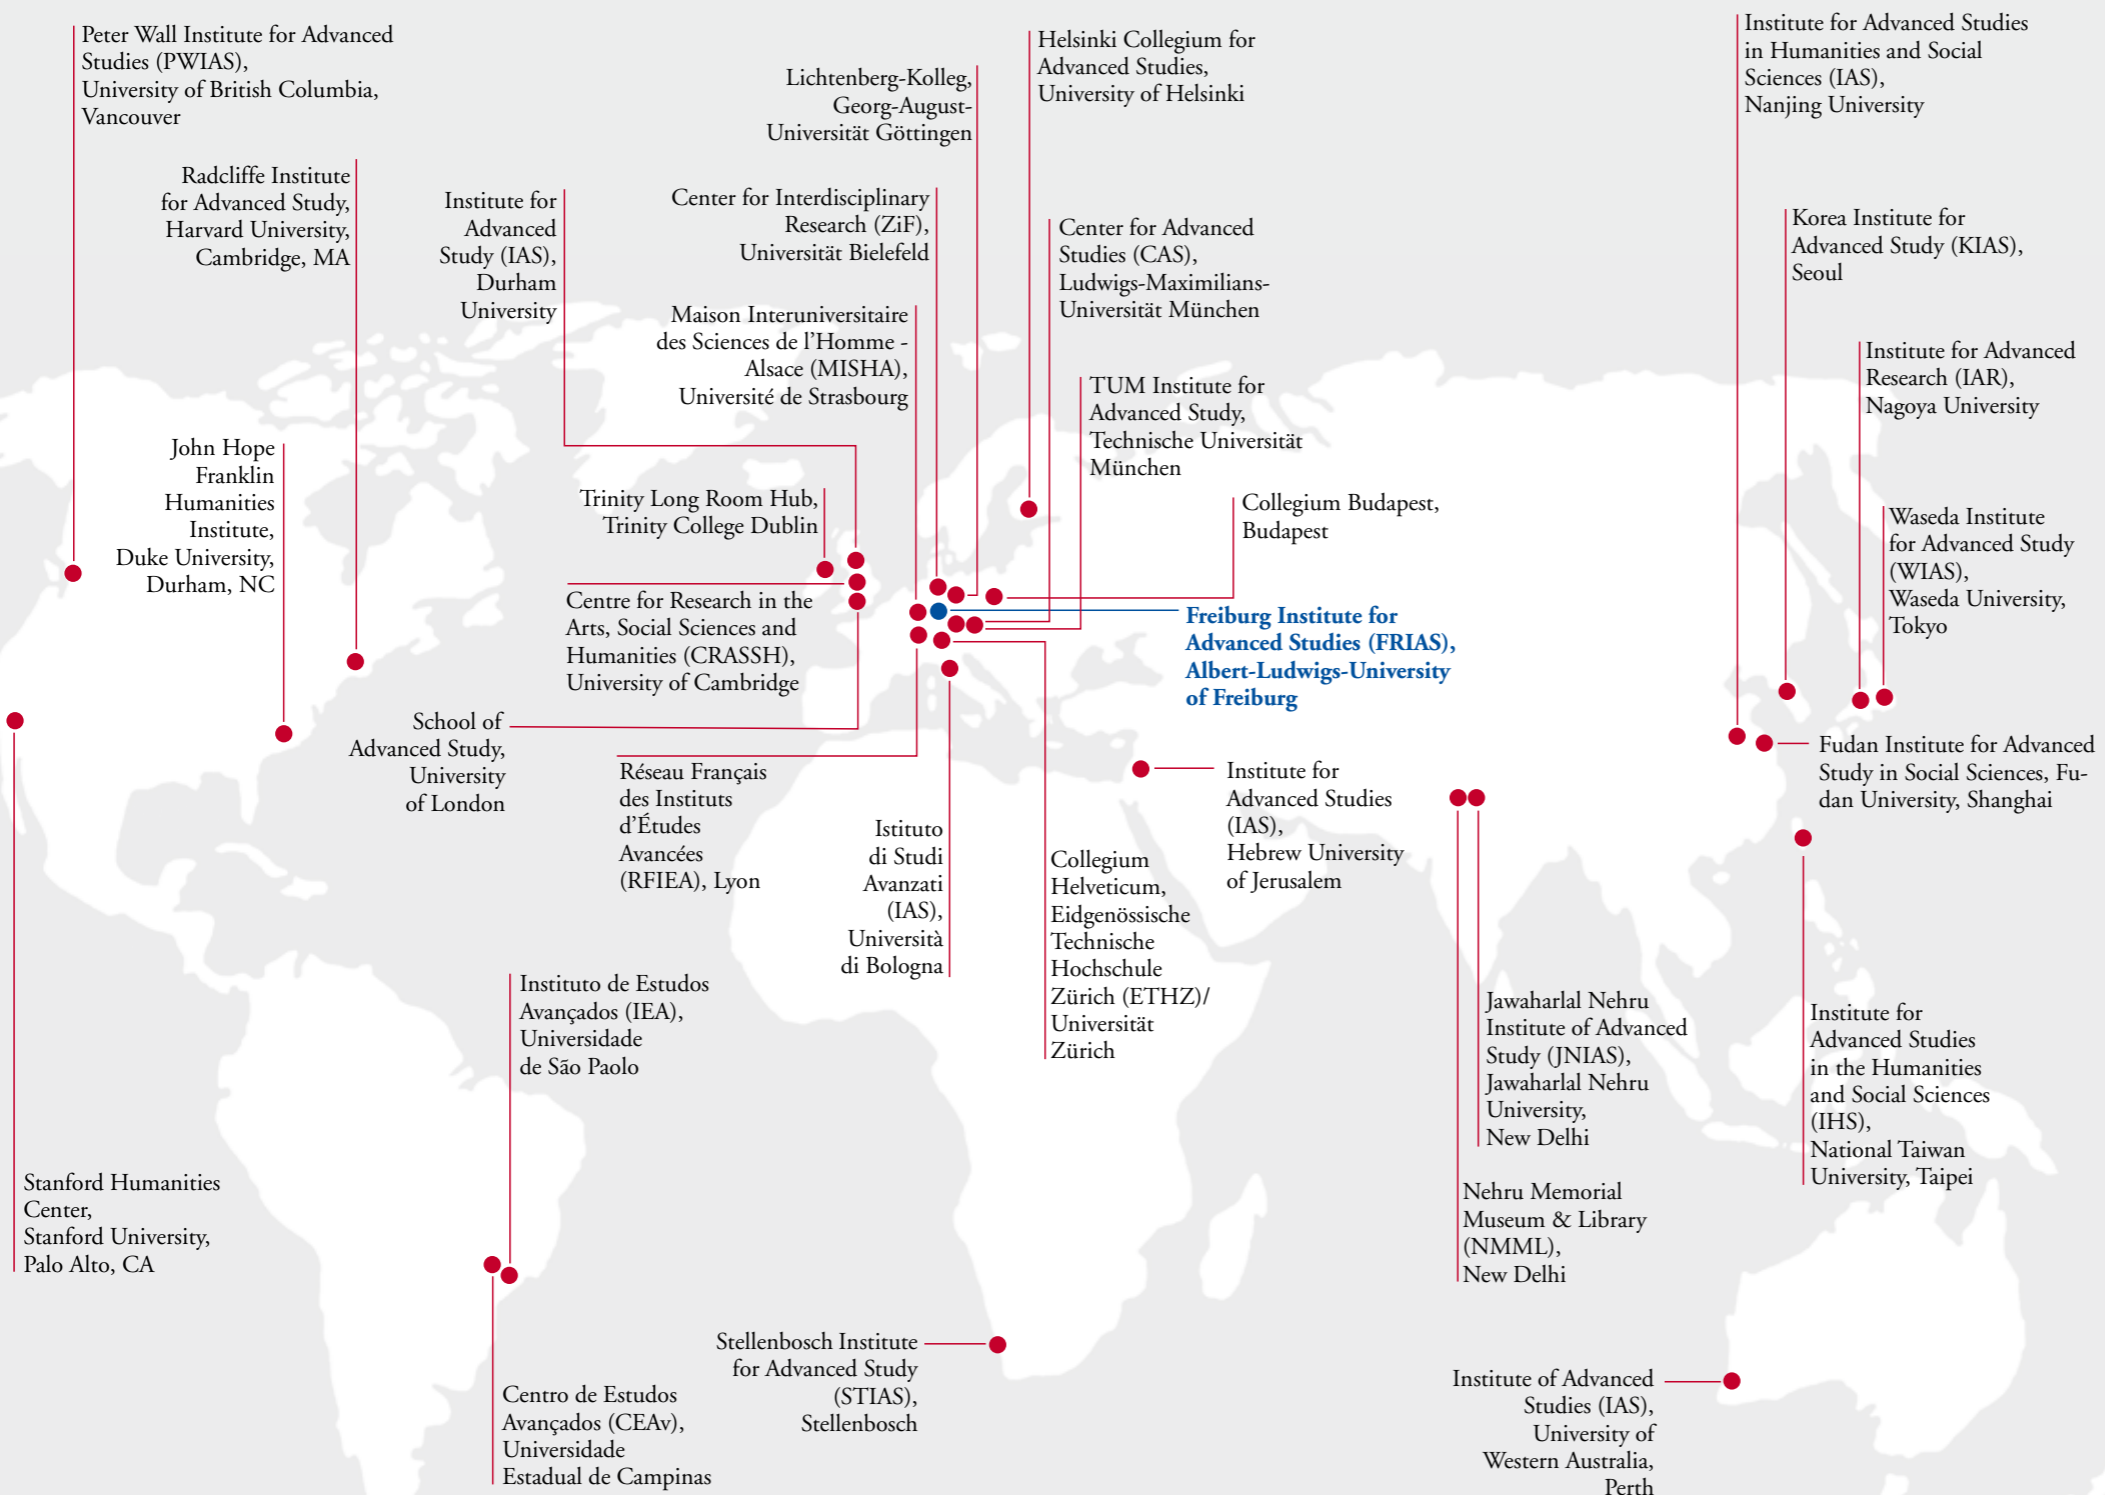 Peter Wall Institute for Advanced
Studies (PWIAS),
University of British Columbia,
Vancouver
Radcliffe Institute
for Advanced Study,
Harvard University,
Cambridge, MA
John Hope
Franklin
Humanities
Institute,
Duke University,
Durham, NC
Institute for
Advanced
Study (IAS),
Durham
University
Lichtenberg-Kolleg,
Georg-August-
Universität Göttingen
Center for Interdisciplinary
Research (ZiF),
Universität Bielefeld
Maison Interuniversitaire
des Sciences de l'Homme -
Alsace (MISHA),
Université de Strasbourg
Trinity Long Room Hub,
Trinity College Dublin
Centre for Research in the
Arts, Social Sciences and
Humanities (CRASSH),
University of Cambridge
School of
Advanced Study,
University
of London
Helsinki Collegium for
Advanced Studies,
University of Helsinki
Center for Advanced
Studies (CAS),
Ludwigs-Maximilians-
Universität München
TUM Institute for
Advanced Study,
Technische Universität
München
Collegium Budapest,
Budapest
Freiburg Institute for
Advanced Studies (FRIAS),
Albert-Ludwigs-University
of Freiburg
Institute for Advanced Studies
in Humanities and Social
Sciences (IAS),
Nanjing University
Korea Institute for
Advanced Study (KIAS),
Seoul
Institute for Advanced
Research (IAR),
Nagoya University
Waseda Institute
for Advanced Study
(WIAS),
Waseda University,
Tokyo
Fudan Institute for Advanced
Study in Social Sciences, Fu-
dan University, Shanghai
Réseau Français
des Instituts
d'Études
Avancées
(RFIEA), Lyon
Istituto
di Studi
Avanzati
(IAS),
Università
di Bologna
Collegium
Helveticum,
Eidgenössische
Technische
Hochschule
Zürich (ETHZ)/
Universität
Zürich
Institute for
Advanced Studies
(IAS),
Hebrew University
of Jerusalem
Jawaharlal Nehru
Institute of Advanced
Study (JNIAS),
Jawaharlal Nehru
University,
New Delhi
Nehru Memorial
Museum & Library
(NMML),
New Delhi
Institute for
Advanced Studies
in the Humanities
and Social Sciences
(IHS),
National Taiwan
University, Taipei
Stanford Humanities
Center,
Stanford University,
Palo Alto, CA
Instituto de Estudos
Avançados (IEA),
Universidade
de São Paolo
Centro de Estudos
Avançados (CEAv),
Universidade
Estadual de Campinas
Stellenbosch Institute
for Advanced Study
(STIAS),
Stellenbosch
Institute of Advanced
Studies (IAS),
University of
Western Australia,
Perth